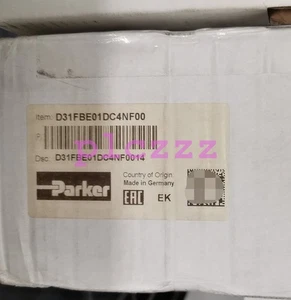 Item: D31FBE01DC4NF00
F:
plczzz
Dsc: D31FBE01DC4NF0014
Parker
Country of Origin:
Made in Germany
EAC EK